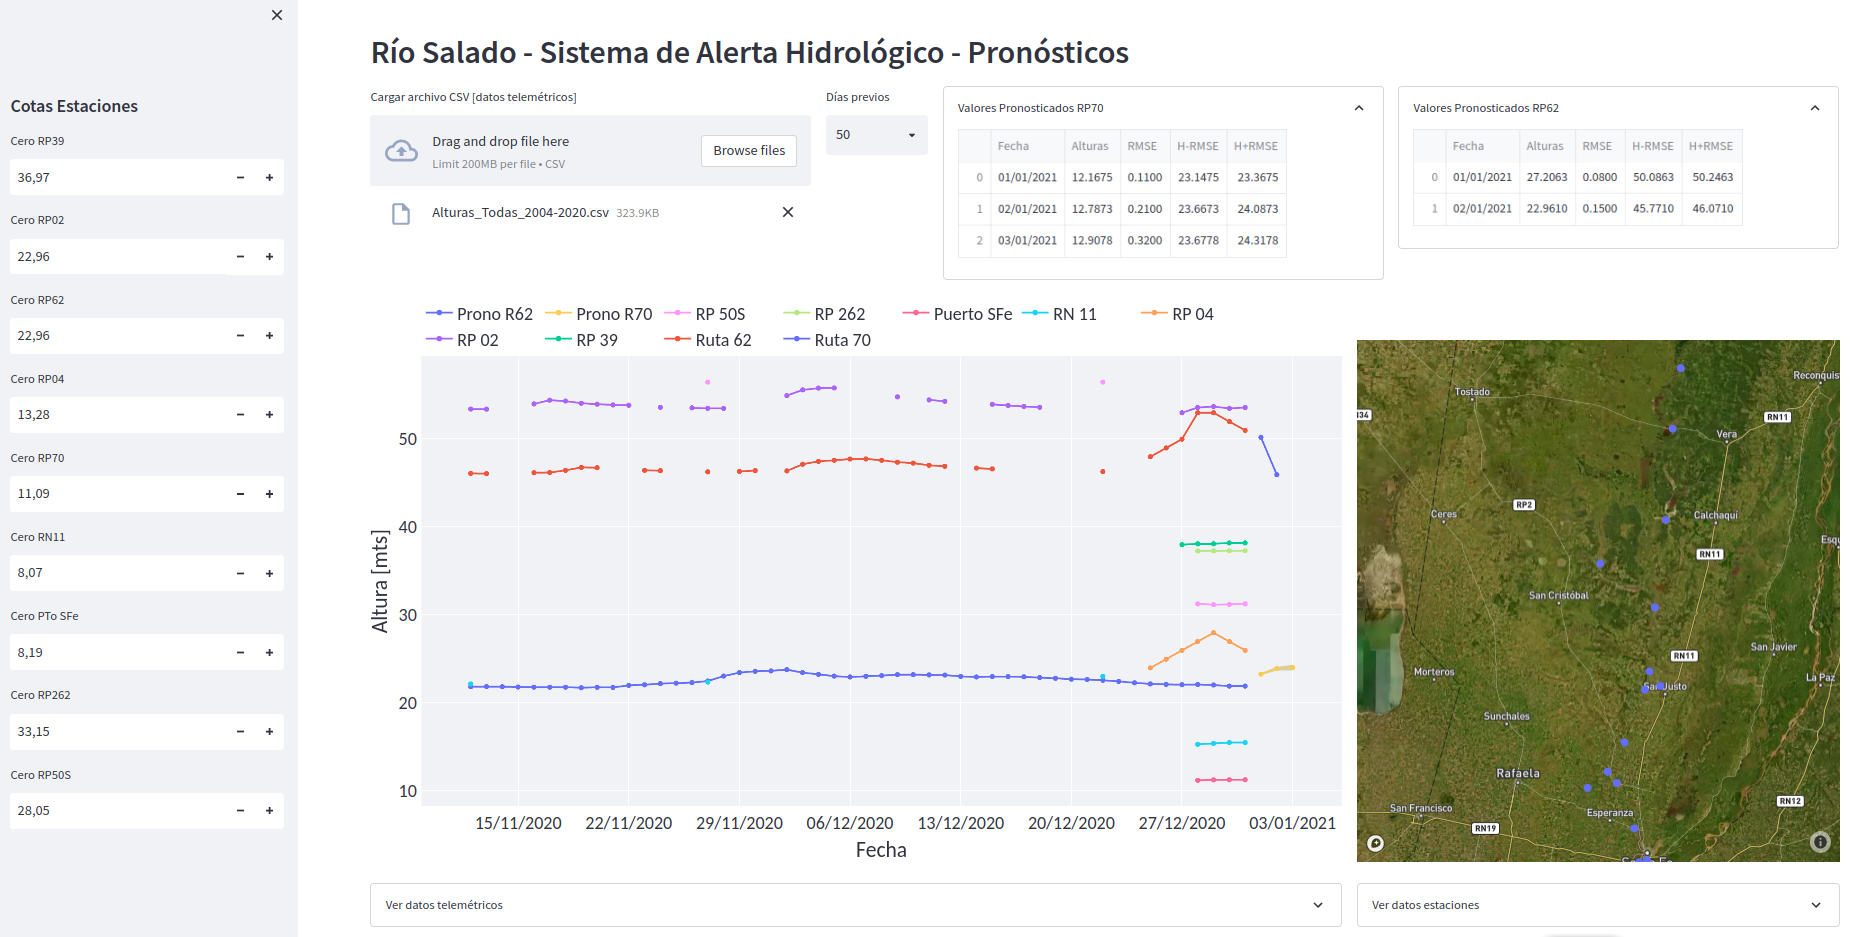 Cotas Estaciones
Cero RP39
36,97
Cero RP02
22,96
Cero RP62
22,96
Cero RP04
13,28
Cero RP70
11,09
Cero RN11
8,07
Cero PTo SFe
8,19
Cero RP262
33,15
Cero RP50S
28,05
Río Salado - Sistema de Alerta Hidrológico - Pronósticos
Cargar archivo CSV [datos telemétricos]
Drag and drop file here
Limit 200MB per file • CSV
Browse files
Alturas_Todas_2004-2020.csv 323.9KB
Días previos
50
Valores Pronosticados RP70
Fecha Alturas RMSE H-RMSE H+RMSE
0 01/01/2021 12.1675 0.1100 23.1475 23.3675
1 02/01/2021 12.7873 0.2100 23.6673 24.0873
2 03/01/2021 12.9078 0.3200 23.6778 24.3178
Valores Pronosticados RP62
Fecha Alturas RMSE H-RMSE H+RMSE
0 01/01/2021 27.2063 0.0800 50.0863 50.2463
1 02/01/2021 22.9610 0.1500 45.7710 46.0710
Prono R62 Prono R70 RP 50S RP 262 Puerto SFe RN 11 RP 04
RP 02 RP 39 Ruta 62 Ruta 70
Altura [mts]
50
40
30
20
10
15/11/2020 22/11/2020 29/11/2020 06/12/2020 13/12/2020 20/12/2020 27/12/2020 03/01/2021
Fecha
Reconquis
Tostado
34
RN11
Vera
RP2
Ceres
Calchaquí
Esqu
RN11
San Cristóbal
San Javier
RN11
Morteros
La Paz
San Justo
Sunchales
Rafaela
RN12
San Francisco
Esperanza
RN19
Ver datos telemétricos
Ver datos estaciones